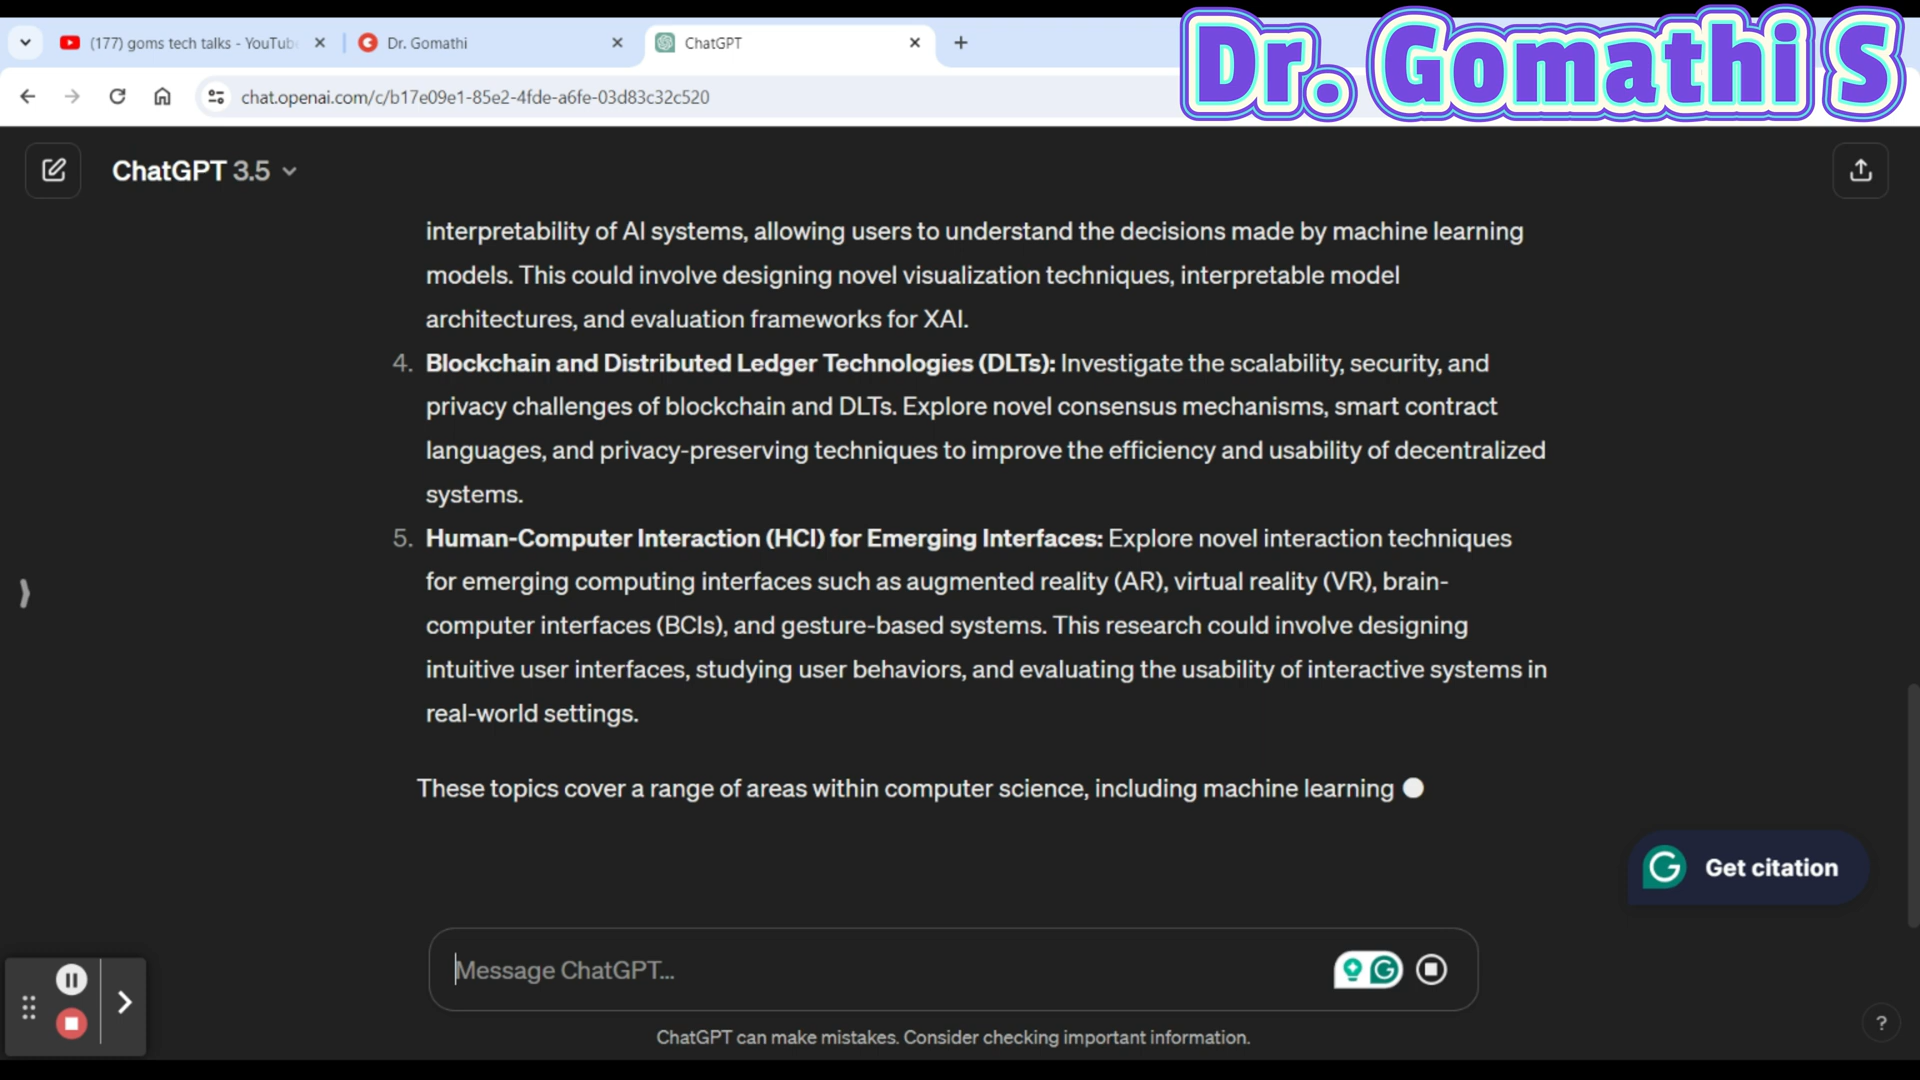 (177) goms tech talks - YouTub
Dr. Gomathi
ChatGPT
Dr. Gomathi S
chat.openai.com/c/b17e09e1-85e2-4fde-a6fe-03d83c32c520
ChatGPT 3.5
interpretability of AI systems, allowing users to understand the decisions made by machine learning
models. This could involve designing novel visualization techniques, interpretable model
architectures, and evaluation frameworks for XAI.
4. Blockchain and Distributed Ledger Technologies (DLTs): Investigate the scalability, security, and
privacy challenges of blockchain and DLTs. Explore novel consensus mechanisms, smart contract
languages, and privacy-preserving techniques to improve the efficiency and usability of decentralized
systems.
5. Human-Computer Interaction (HCI) for Emerging Interfaces: Explore novel interaction techniques
for emerging computing interfaces such as augmented reality (AR), virtual reality (VR), brain-
computer interfaces (BCIs), and gesture-based systems. This research could involve designing
intuitive user interfaces, studying user behaviors, and evaluating the usability of interactive systems in
real-world settings.
These topics cover a range of areas within computer science, including machine learning
Get citation
Message ChatGPT...
ChatGPT can make mistakes. Consider checking important information.
?